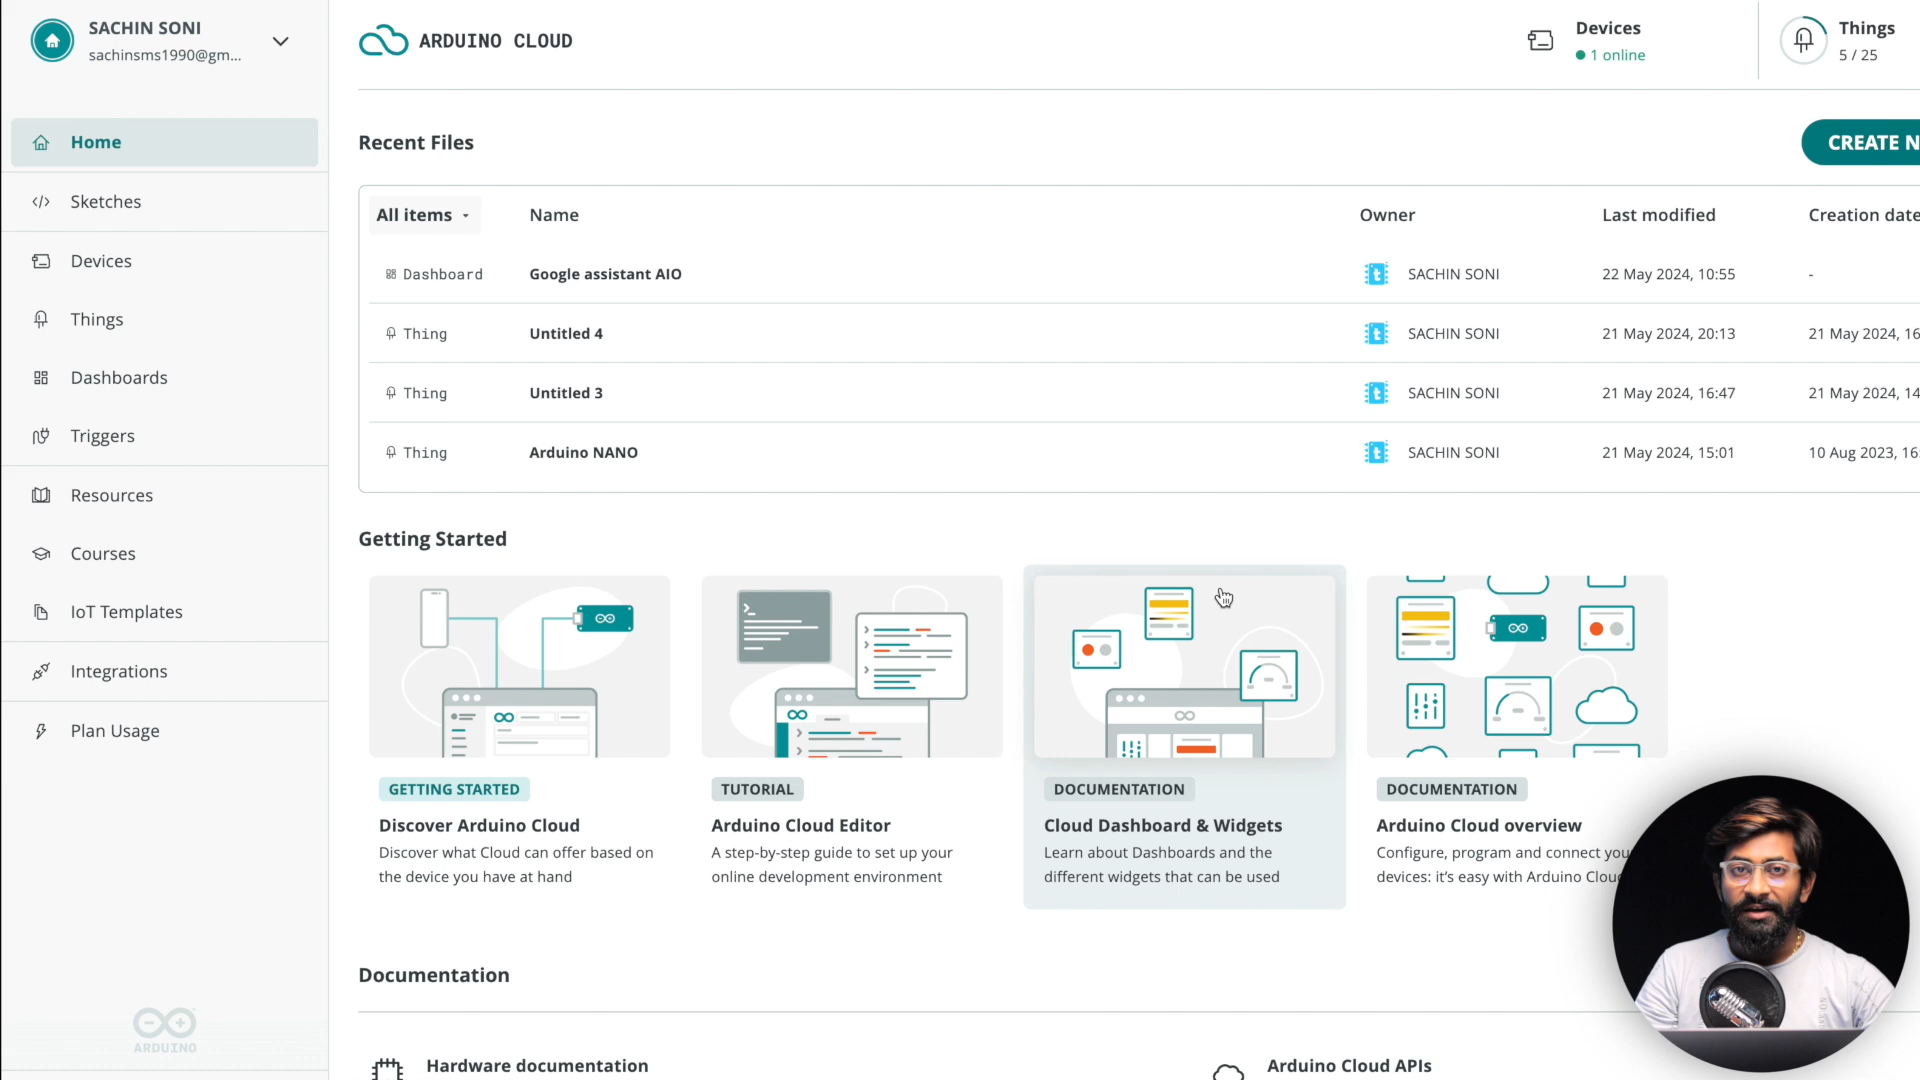 SACHIN SONI
sachinsms1990@gm...
ARDUINO CLOUD
Devices
1 online
Things
5 / 25
Home
Sketches
Devices
Things
Dashboards
Triggers
Resources
Courses
IoT Templates
Integrations
Plan Usage
ARDUINO
Recent Files
CREATE N
All items
Name
Owner
Last modified
Creation date
Dashboard
Google assistant AIO
SACHIN SONI
22 May 2024, 10:55
-
Thing
Untitled 4
SACHIN SONI
21 May 2024, 20:13
21 May 2024, 16
Thing
Untitled 3
SACHIN SONI
21 May 2024, 16:47
21 May 2024, 14
Thing
Arduino NANO
SACHIN SONI
21 May 2024, 15:01
10 Aug 2023, 16
Getting Started
GETTING STARTED
Discover Arduino Cloud
Discover what Cloud can offer based on
the device you have at hand
TUTORIAL
Arduino Cloud Editor
A step-by-step guide to set up your
online development environment
DOCUMENTATION
Cloud Dashboard & Widgets
Learn about Dashboards and the
different widgets that can be used
DOCUMENTATION
Arduino Cloud overview
Configure, program and connect you
devices: it's easy with Arduino Clou
Documentation
Hardware documentation
Arduino Cloud APIs